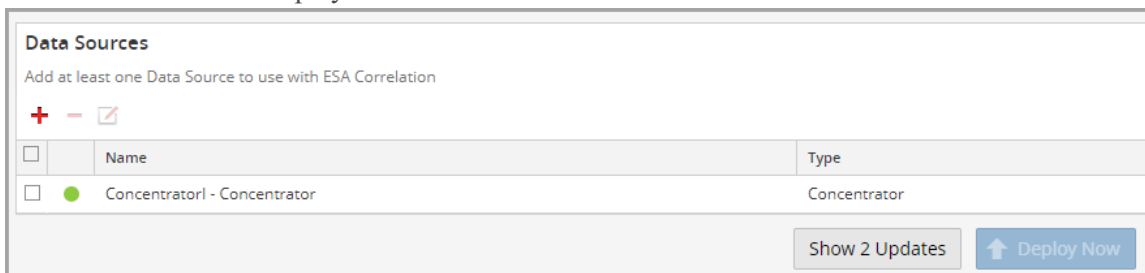 Data Sources
Add at least one Data Source to use with ESA Correlation
Name Type
Concentratorl - Concentrator Concentrator
Show 2 Updates Deploy Now